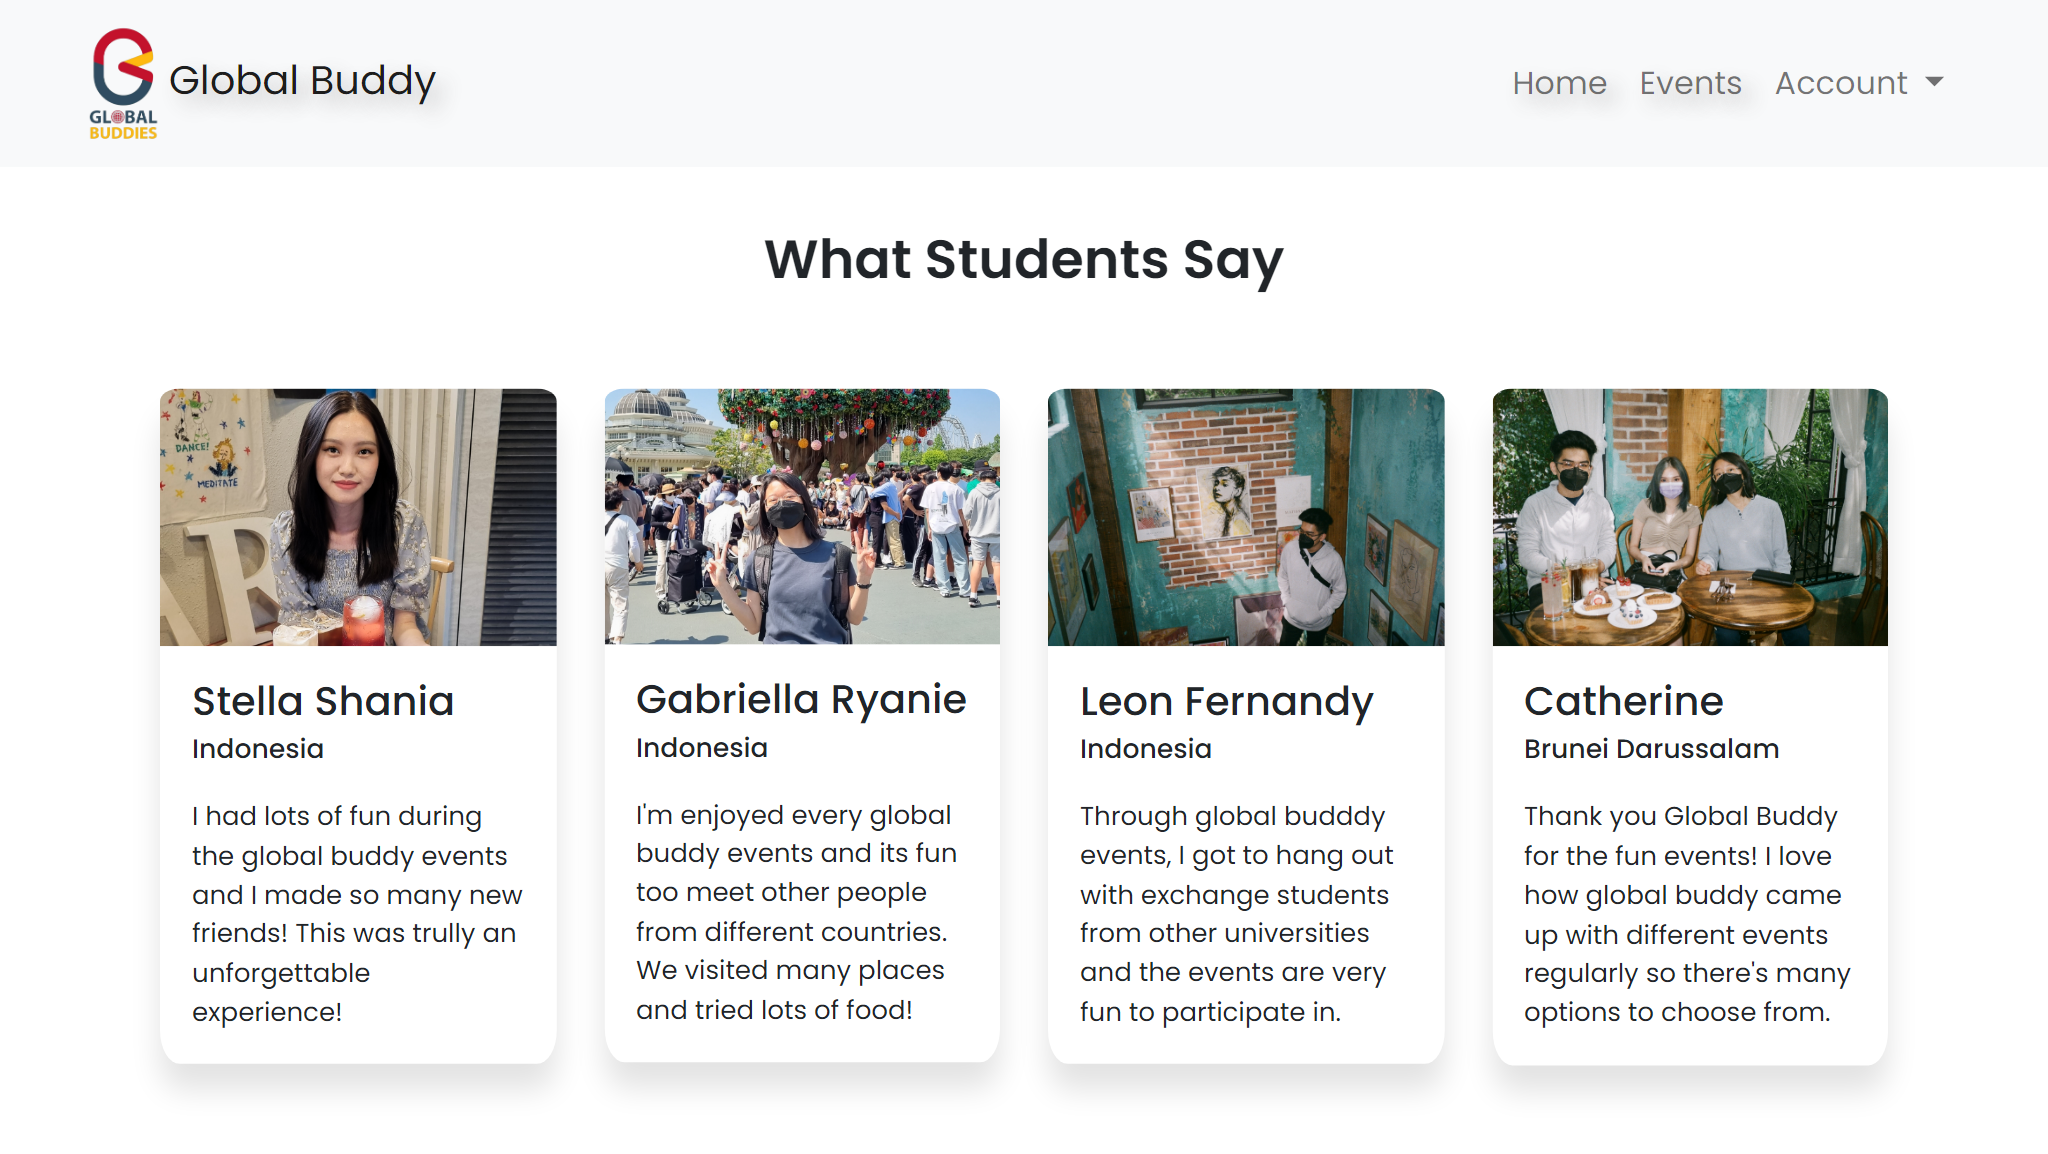 GLOBAL
BUDDIES
Global Buddy
Home
Events
Account
What Students Say
DANCE!
MEDITATE
Stella Shania
Indonesia
I had lots of fun during
the global buddy events
and I made so many new
friends! This was trully an
unforgettable
experience!
Gabriella Ryanie
Indonesia
I'm enjoyed every global
buddy events and its fun
too meet other people
from different countries.
We visited many places
and tried lots of food!
Leon Fernandy
Indonesia
Through global budddy
events, I got to hang out
with exchange students
from other universities
and the events are very
fun to participate in.
Catherine
Brunei Darussalam
Thank you Global Buddy
for the fun events! I love
how global buddy came
up with different events
regularly so there's many
options to choose from.